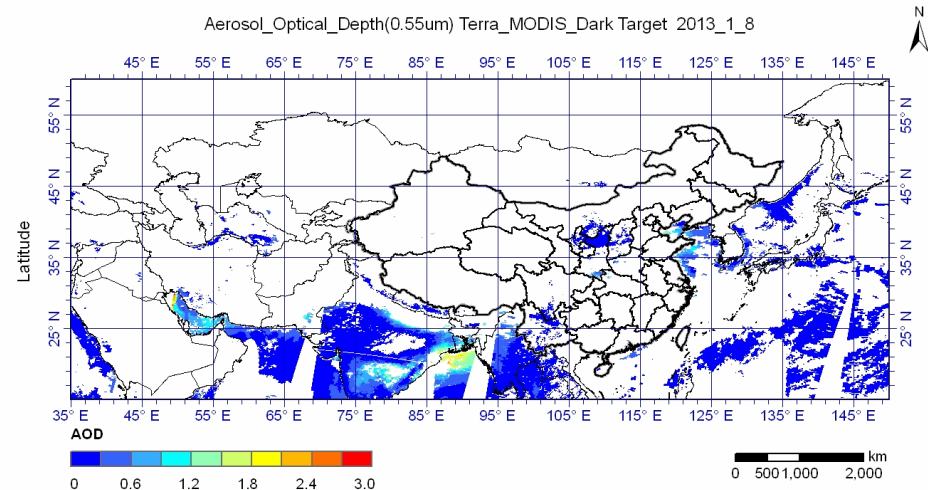 Aerosol_Optical_Depth(0.55um) Terra_MODIS_Dark Target 2013_1_8
N
45° E 55° E 65° E 75° E 85° E 95° E 105° E 115° E 125° E 135° E 145° E
55° N 55° N
45° N 45° N
35° N 35° N
25° N 25° N
Latitude
35° E 45° E 55° E 65° E 75° E 85° E 95° E 105° E 115° E 125° E 135° E 145° E
AOD
0 0.6 1.2 1.8 2.4 3.0
km
0 500 1,000 2,000